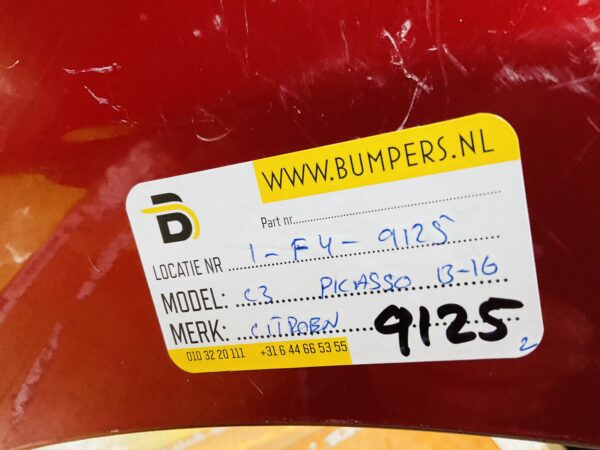 WWW.BUMPERS.NL
B
Part nr.
LOCATIE NR 1-F4-9125
MODEL: C3 PICASSO 13-16
MERK: CITROEN 9125
010 32 20 111 +31 6 44 66 53 55
2